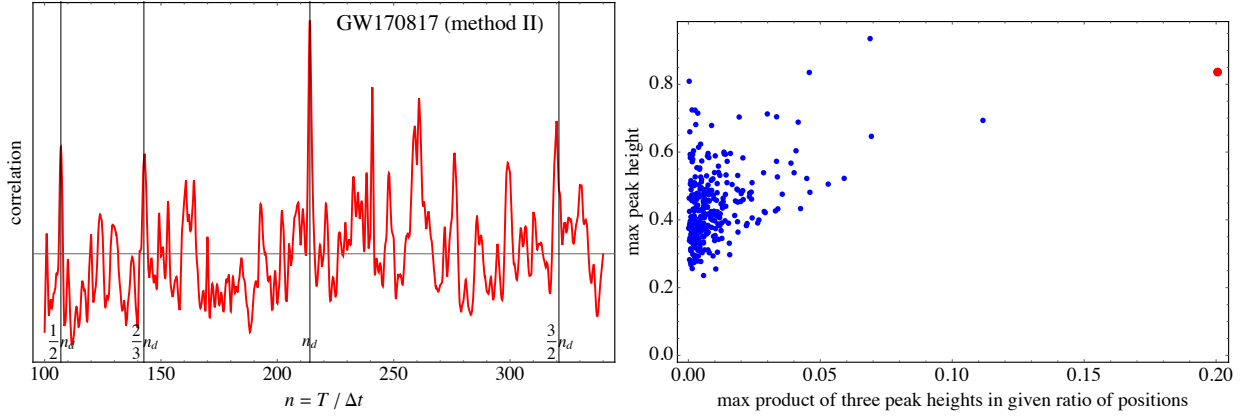 GW170817 (method II)
correlation
1/2 n_d
2/3 n_d
n_d
3/2 n_d
100 150 200 250 300
n = T / Δt
max peak height
0.8
0.6
0.4
0.2
0.0
0.00 0.05 0.10 0.15 0.20
max product of three peak heights in given ratio of positions